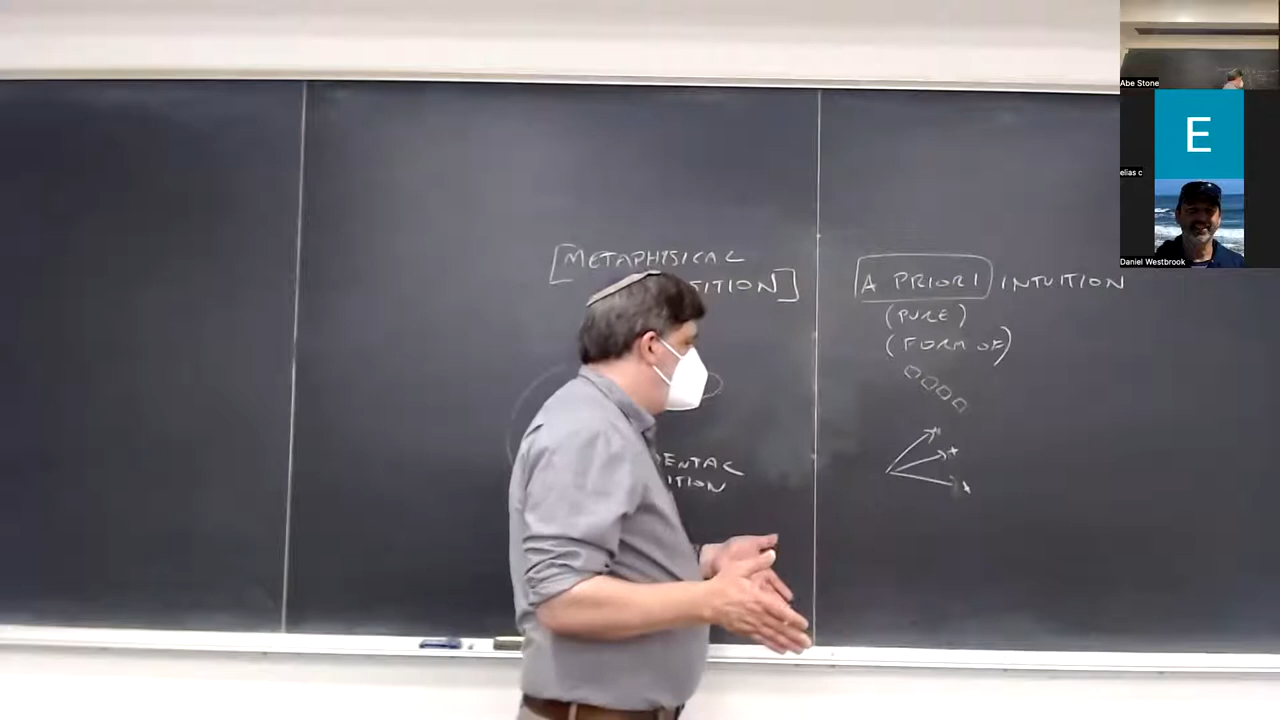 [METAPHYSICAL
TITION]
ENTAL
ITION
A PRIORI INTUITION
(PURE)
(FORM OF)
Abe Stone
E
elias c
Daniel Westbrook